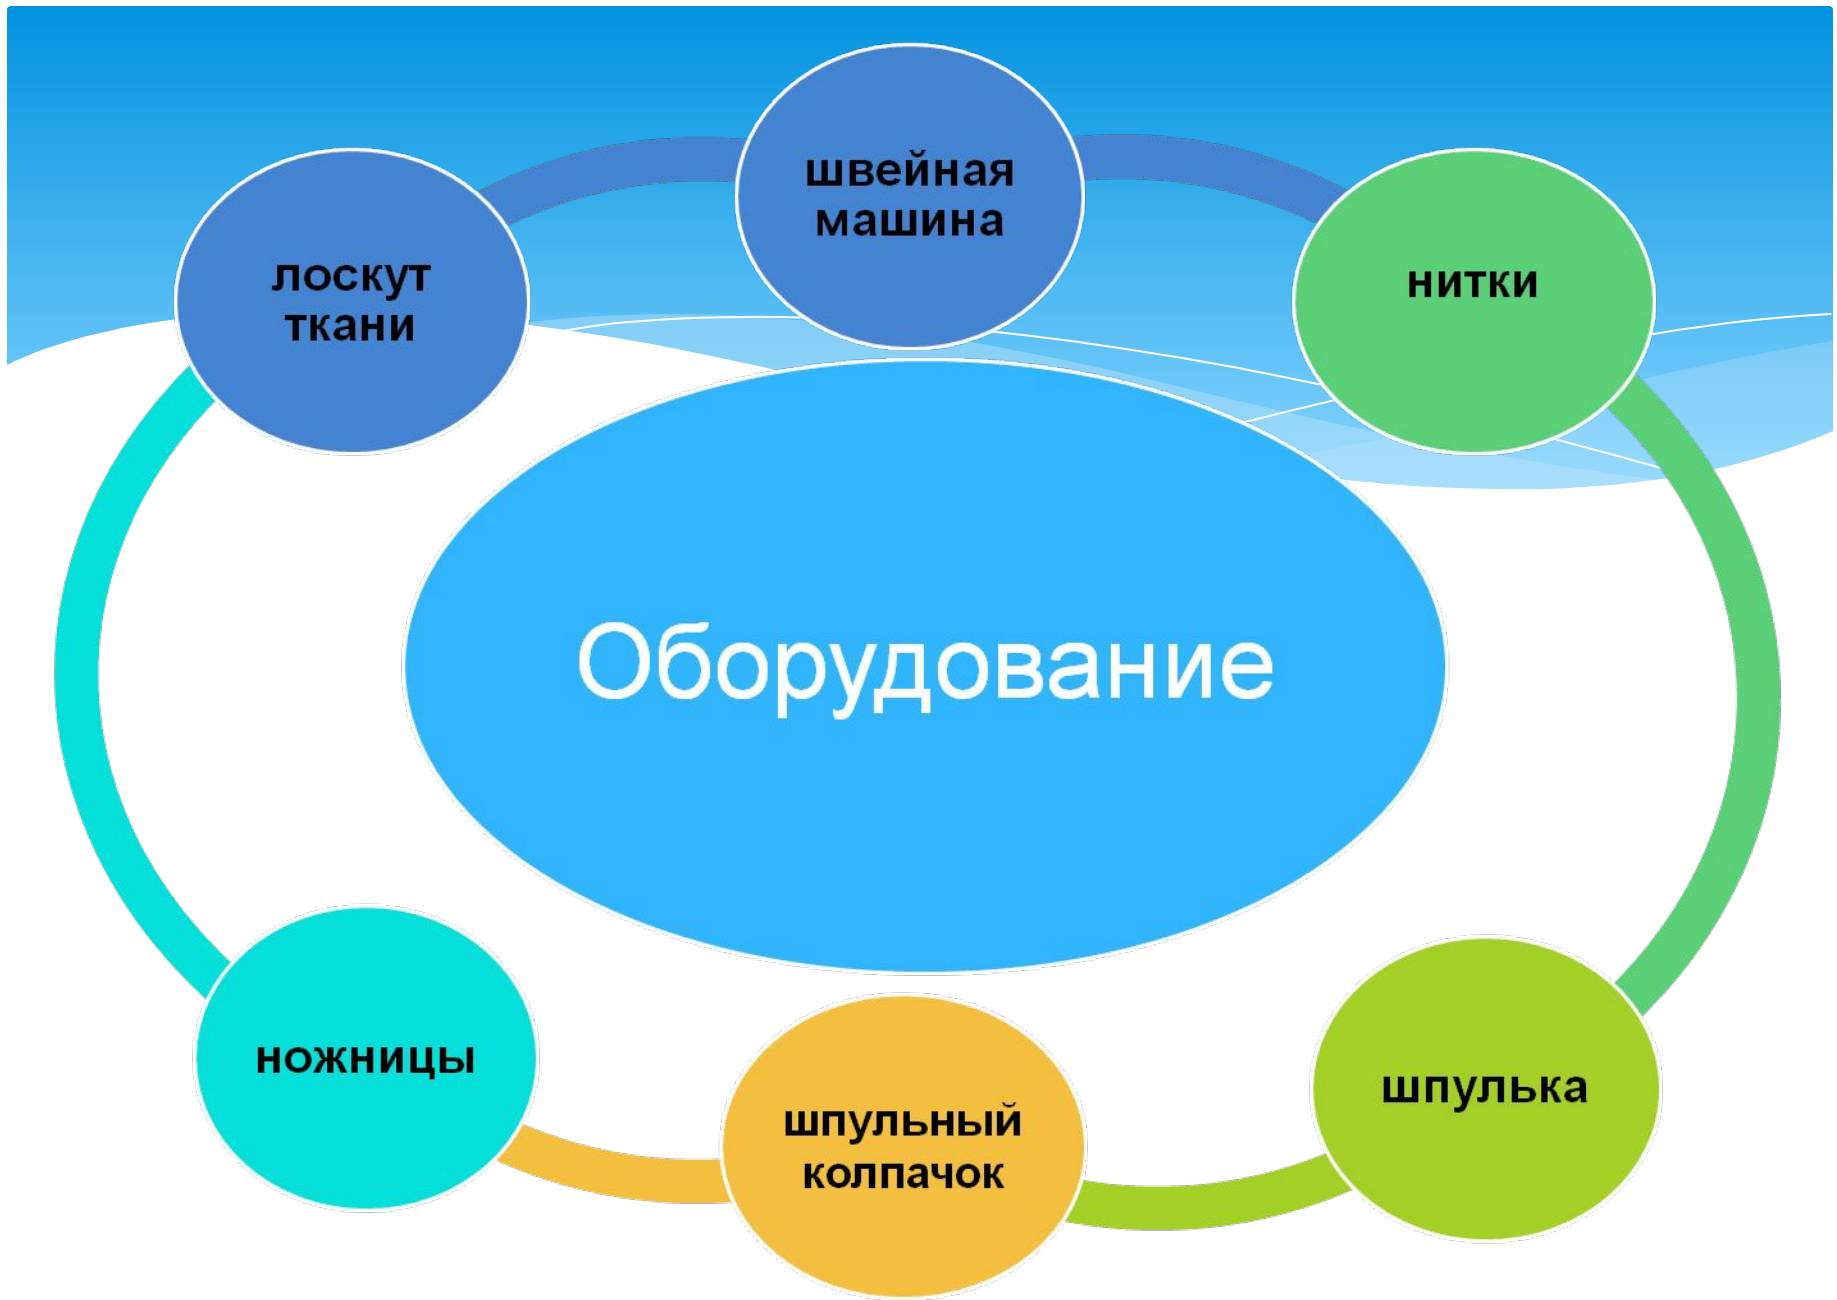 швейная
машина
лоскут
ткани
нитки
Оборудование
ножницы
шпульный
колпачок
шпулька